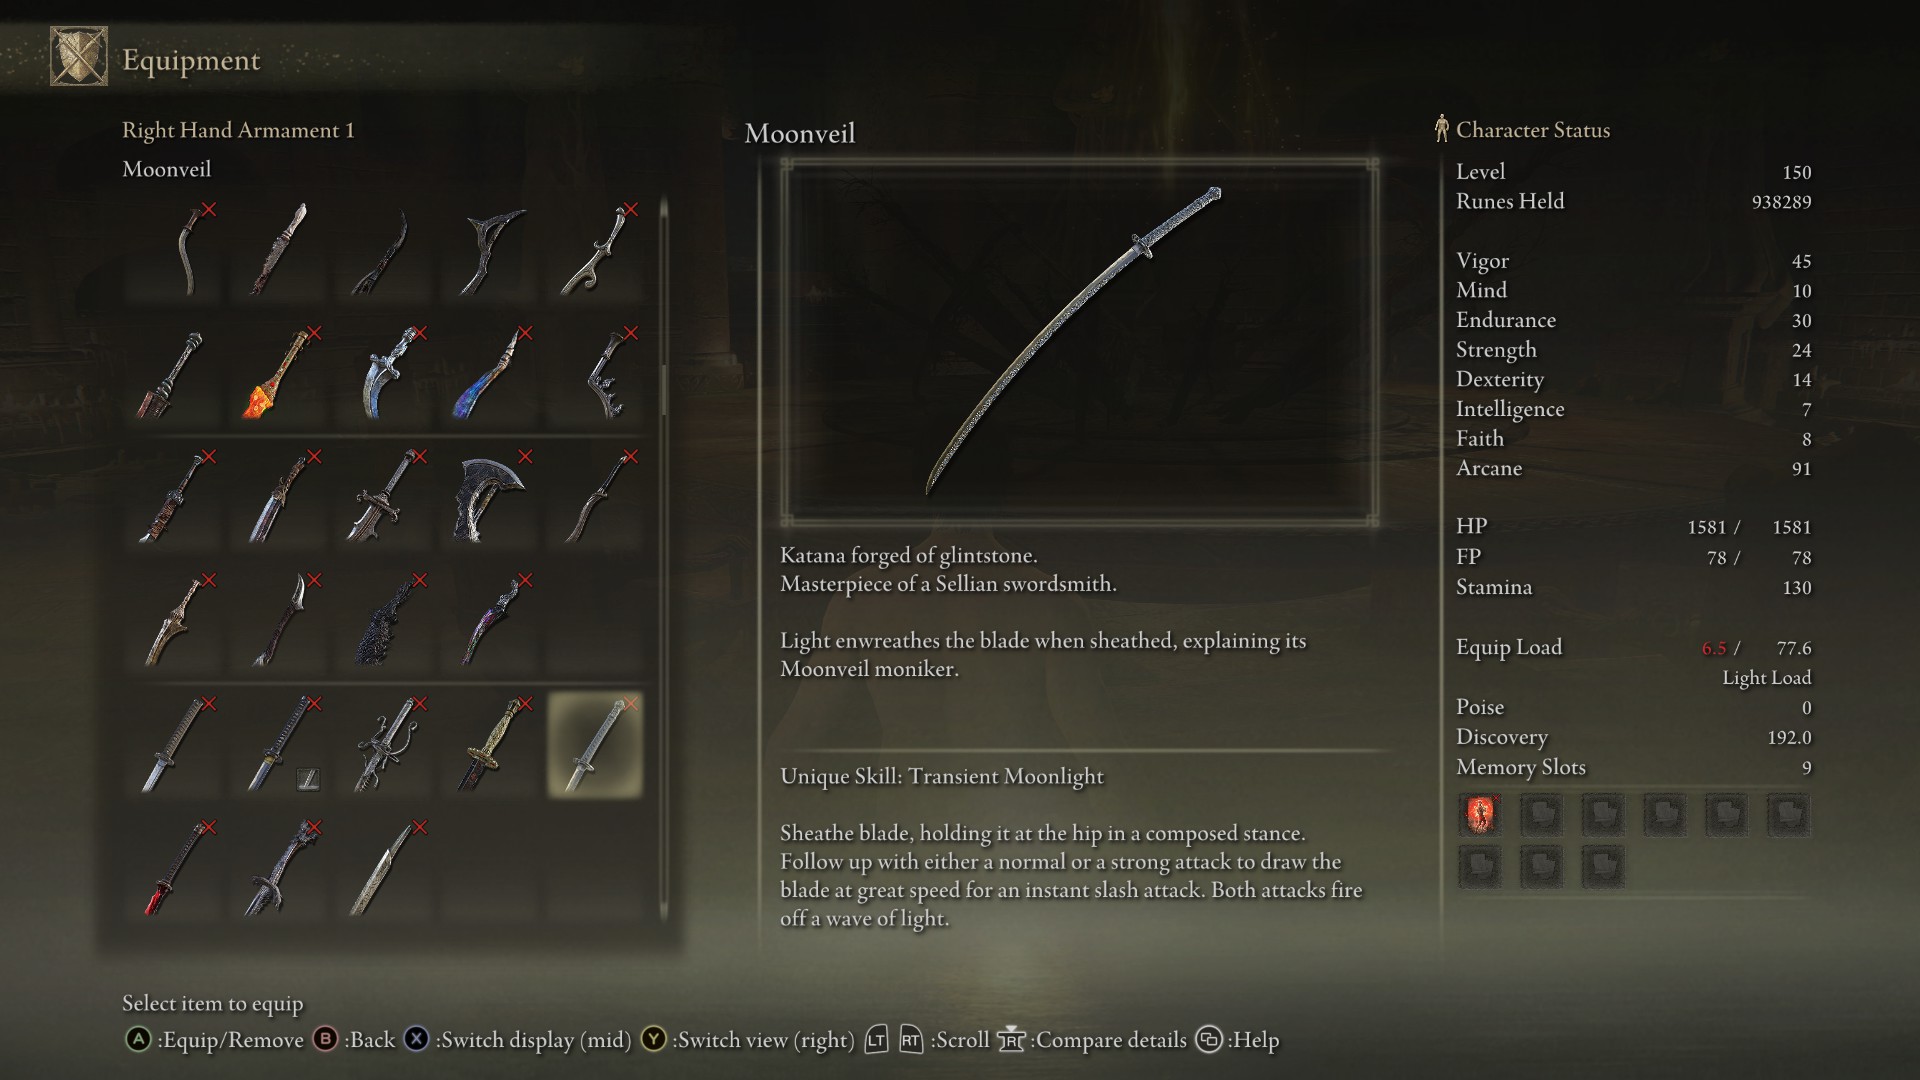 Equipment
Right Hand Armament 1
Moonveil
Moonveil
Katana forged of glintstone.
Masterpiece of a Sellian swordsmith.
Light enwreathes the blade when sheathed, explaining its
Moonveil moniker.
Unique Skill: Transient Moonlight
Sheathe blade, holding it at the hip in a composed stance.
Follow up with either a normal or a strong attack to draw the
blade at great speed for an instant slash attack. Both attacks fire
off a wave of light.
Character Status
Level 150
Runes Held 938289
Vigor 45
Mind 10
Endurance 30
Strength 24
Dexterity 14
Intelligence 7
Faith 8
Arcane 91
HP 1581 / 1581
FP 78 / 78
Stamina 130
Equip Load 6.5 / 77.6
Light Load
Poise 0
Discovery 192.0
Memory Slots 9
Select item to equip
A :Equip/Remove B :Back X :Switch display (mid) Y :Switch view (right) LT RT :Scroll R :Compare details :Help